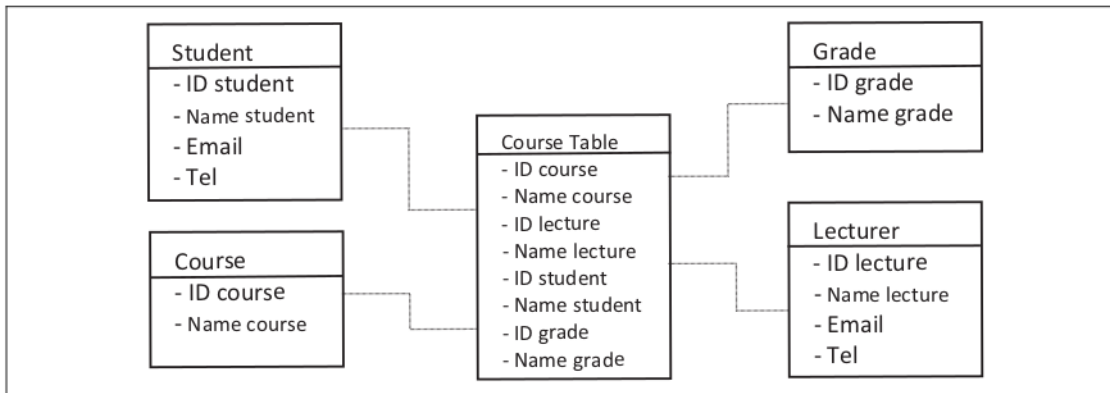 Student
- ID student
- Name student
- Email
- Tel
Course
- ID course
- Name course
Course Table
- ID course
- Name course
- ID lecture
- Name lecture
- ID student
- Name student
- ID grade
- Name grade
Grade
- ID grade
- Name grade
Lecturer
- ID lecture
- Name lecture
- Email
- Tel